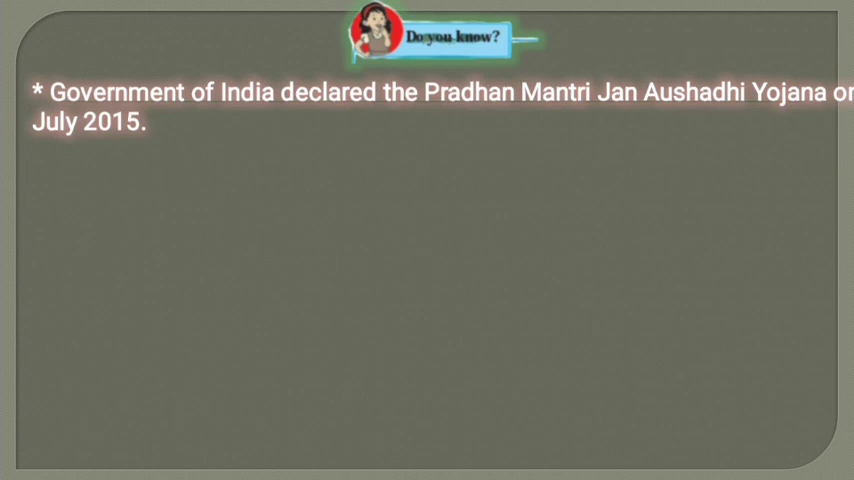 Do you know?
* Government of India declared the Pradhan Mantri Jan Aushadhi Yojana on
July 2015.